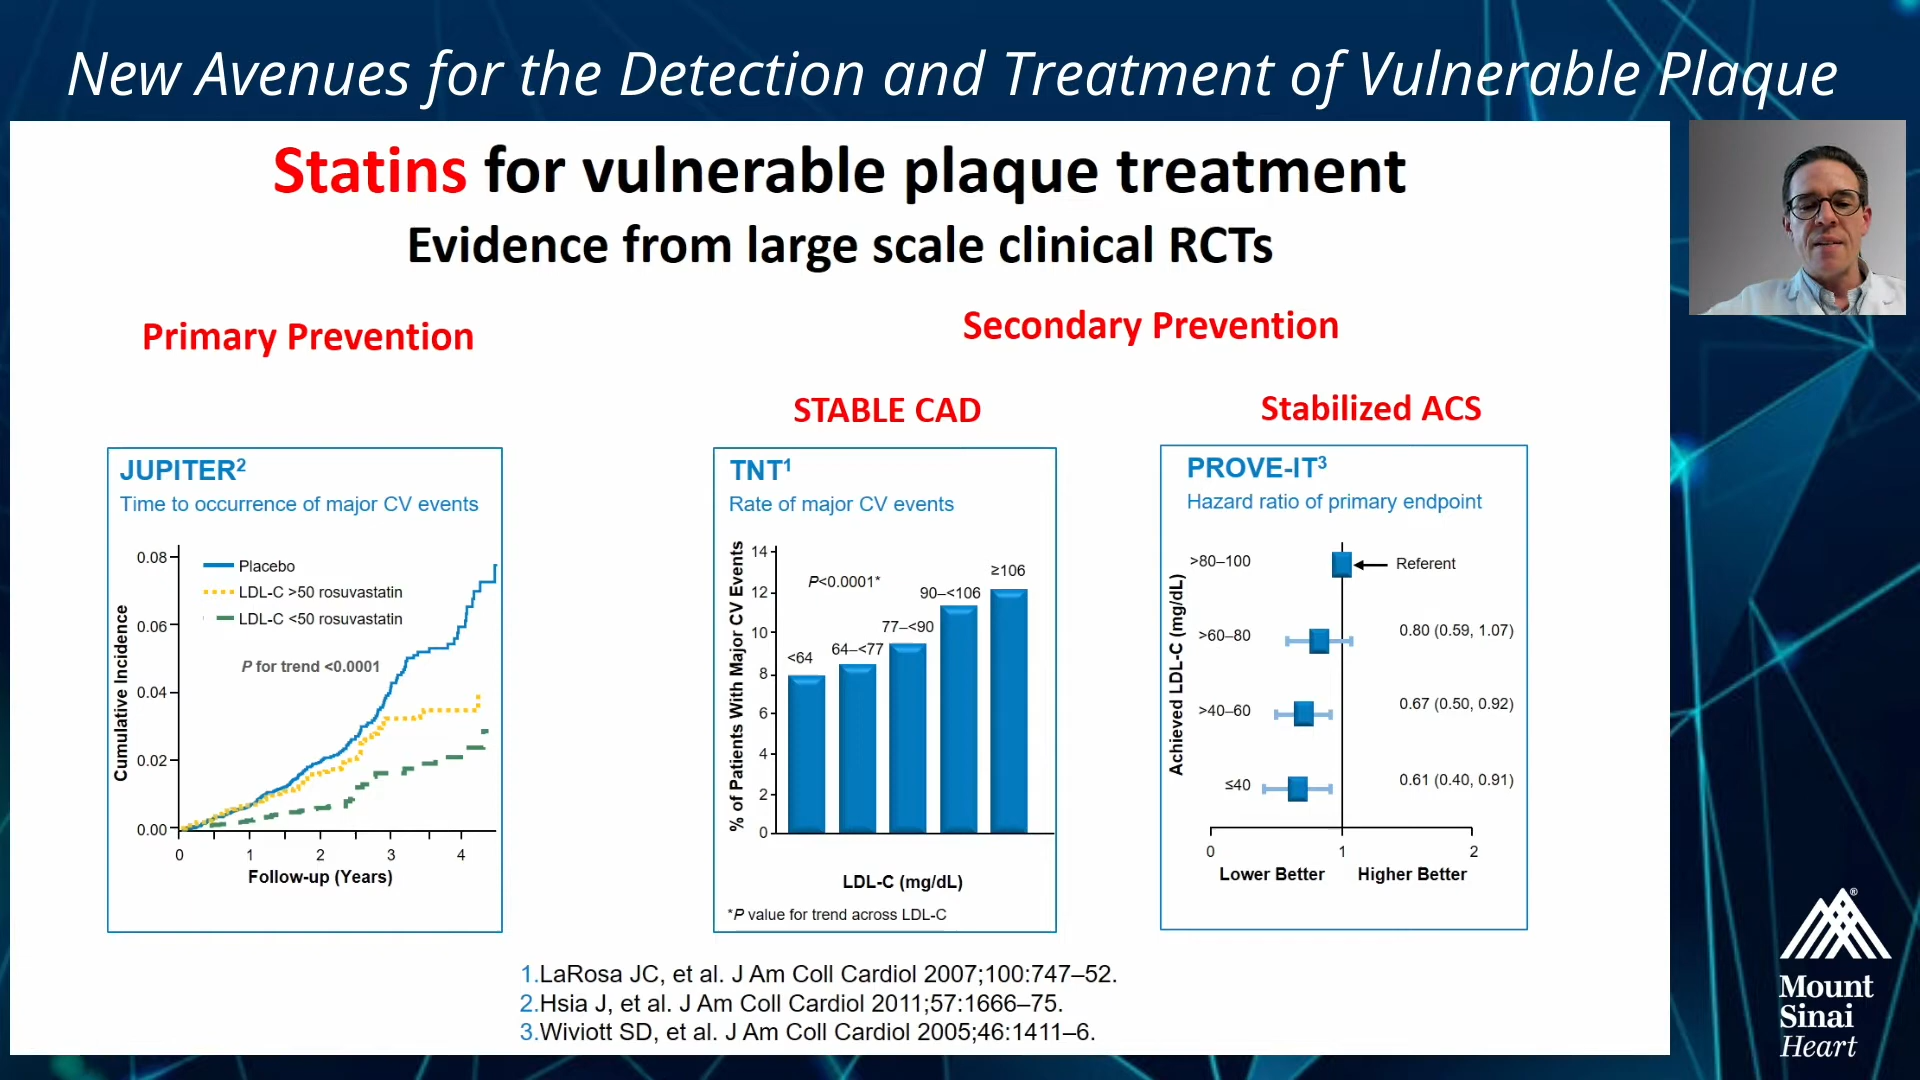 New Avenues for the Detection and Treatment of Vulnerable Plaque
Statins for vulnerable plaque treatment
Evidence from large scale clinical RCTs
Primary Prevention
Secondary Prevention
STABLE CAD
Stabilized ACS
JUPITER²
Time to occurrence of major CV events
Cumulative Incidence
0.08
0.06
0.04
0.02
0.00
Placebo
LDL-C >50 rosuvastatin
LDL-C <50 rosuvastatin
P for trend <0.0001
0 1 2 3 4
Follow-up (Years)
TNT¹
Rate of major CV events
% of Patients With Major CV Events
14
12
10
8
6
4
2
0
P<0.0001*
<64
64–<77
77–<90
90–<106
≥106
LDL-C (mg/dL)
*P value for trend across LDL-C
PROVE-IT³
Hazard ratio of primary endpoint
Achieved LDL-C (mg/dL)
>80–100 Referent
>60–80 0.80 (0.59, 1.07)
>40–60 0.67 (0.50, 0.92)
≤40 0.61 (0.40, 0.91)
0 1 2
Lower Better Higher Better
1.LaRosa JC, et al. J Am Coll Cardiol 2007;100:747–52.
2.Hsia J, et al. J Am Coll Cardiol 2011;57:1666–75.
3.Wiviott SD, et al. J Am Coll Cardiol 2005;46:1411–6.
®
Mount
Sinai
Heart